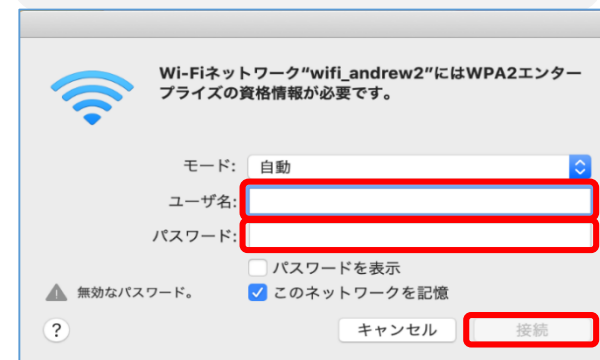 Wi-Fiネットワーク“wifi_andrew2”にはWPA2エンター
プライズの資格情報が必要です。
モード: 自動
ユーザ名:
パスワード:
パスワードを表示
無効なパスワード。 このネットワークを記憶
? キャンセル 接続